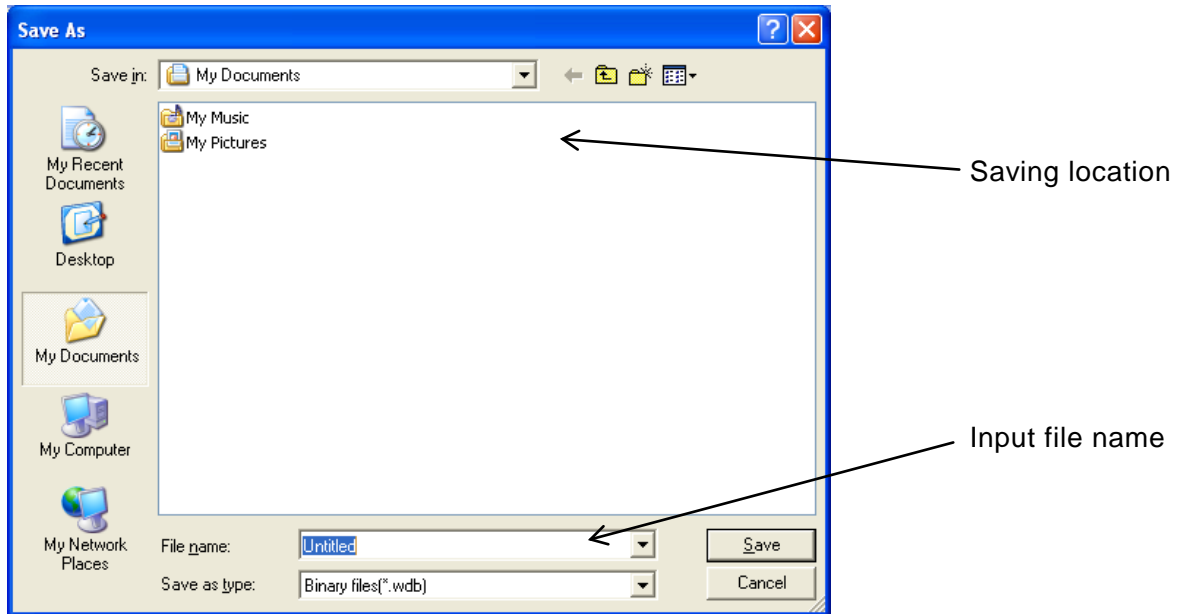 Save As
Save in:
My Documents
My Music
My Pictures
My Recent
Documents
Desktop
My Documents
My Computer
My Network
Places
Saving location
Input file name
File name:
Untitled
Save
Save as type:
Binary files(*.wdb)
Cancel